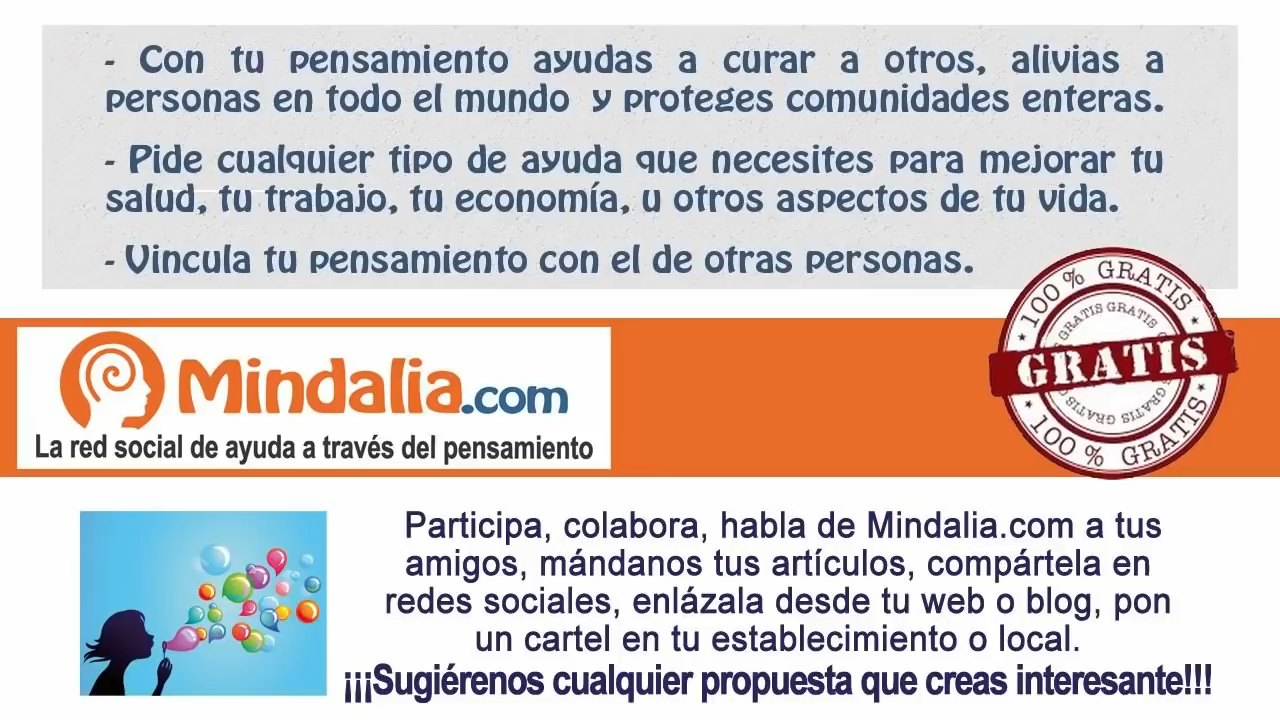 - Con tu pensamiento ayudas a curar a otros, alivias a
personas en todo el mundo y proteges comunidades enteras.
- Pide cualquier tipo de ayuda que necesites para mejorar tu
salud, tu trabajo, tu economía, u otros aspectos de tu vida.
- Vincula tu pensamiento con el de otras personas.
100 % GRATIS
GRATIS GRATIS GRATIS
GRATIS
GRATIS GRATIS GRATIS
100 % GRATIS
Mindalia.com
La red social de ayuda a través del pensamiento
Participa, colabora, habla de Mindalia.com a tus
amigos, mándanos tus artículos, compártela en
redes sociales, enlázala desde tu web o blog, pon
un cartel en tu establecimiento o local.
¡¡¡Sugiérenos cualquier propuesta que creas interesante!!!